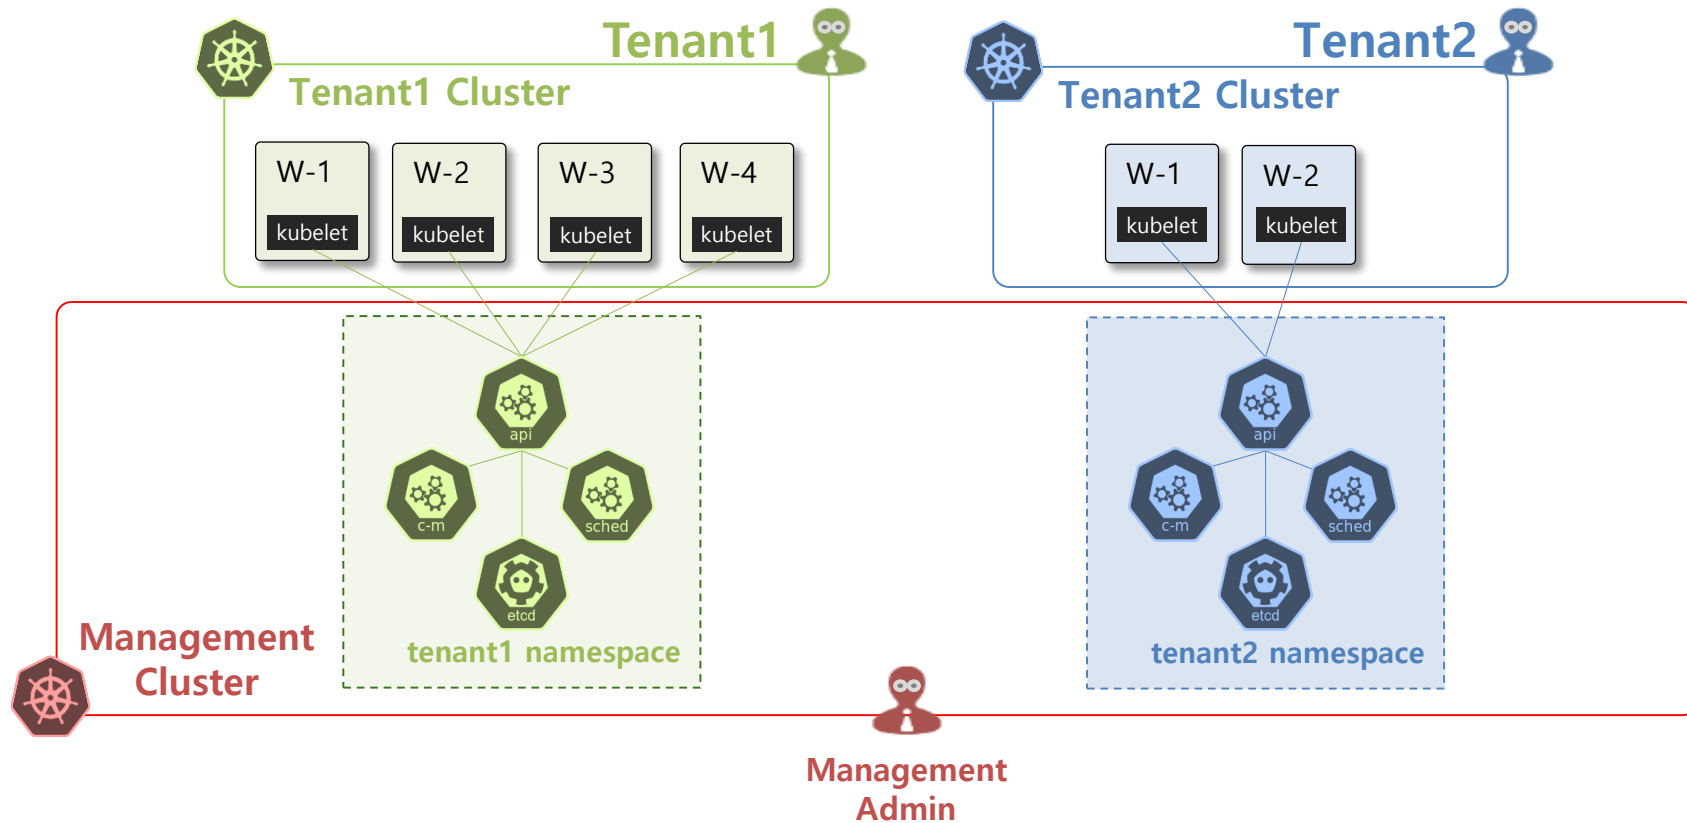 Tenant1
Tenant1 Cluster
W-1
W-2
W-3
W-4
kubelet
kubelet
kubelet
kubelet
Tenant2
Tenant2 Cluster
W-1
W-2
kubelet
kubelet
api
c-m
sched
etcd
tenant1 namespace
api
c-m
sched
etcd
tenant2 namespace
Management
Cluster
Management
Admin